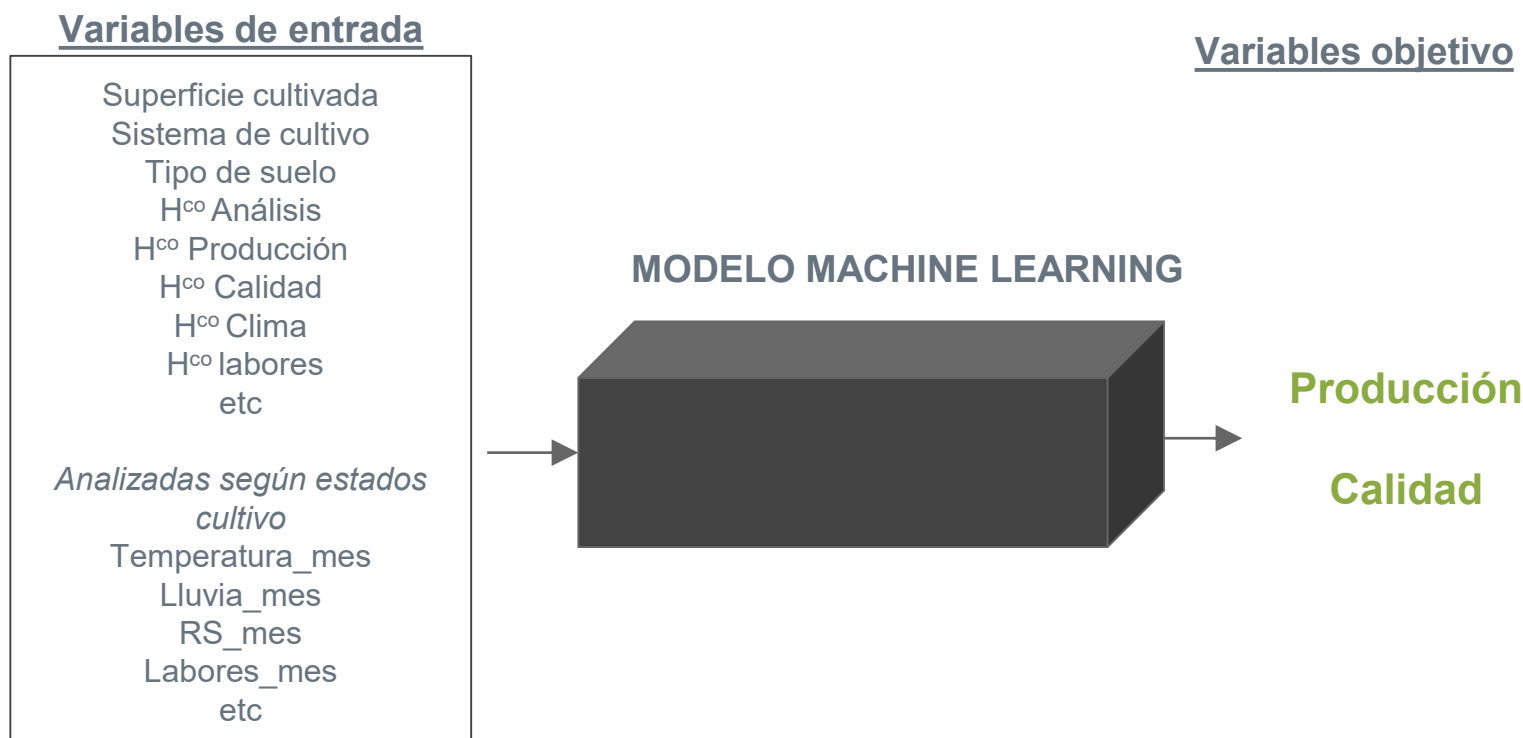 Variables de entrada
Superficie cultivada
Sistema de cultivo
Tipo de suelo
Hco Análisis
Hco Producción
Hco Calidad
Hco Clima
Hco labores
etc
Analizadas según estados
cultivo
Temperatura_mes
Lluvia_mes
RS_mes
Labores_mes
etc
MODELO MACHINE LEARNING
Variables objetivo
Producción
Calidad